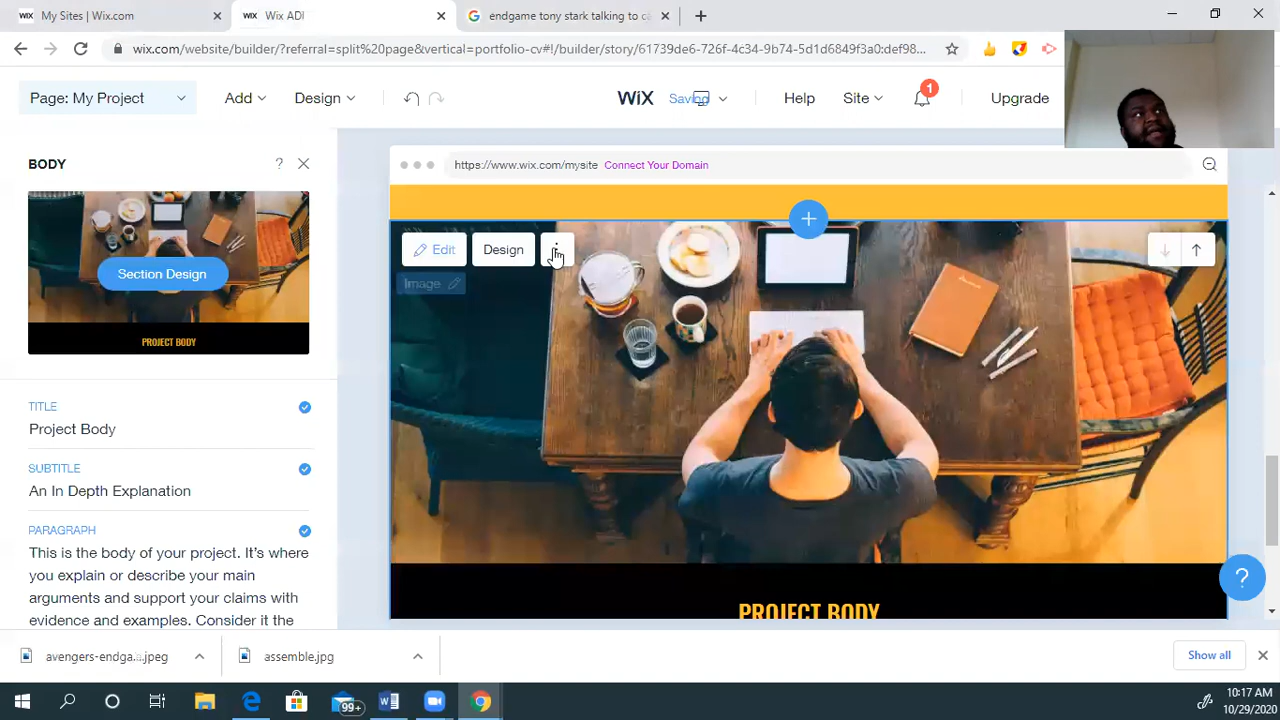 WiX My Sites | Wix.com
WiX Wix ADI
endgame tony stark talking to ca
wix.com/website/builder/?referral=split%20page&vertical=portfolio-cv#!/builder/story/61739de6-726f-4c34-9b74-5d1d6849f3a0:def98...
Page: My Project
Add
Design
WiX
Saving
Help
Site
1
Upgrade
BODY
?
https://www.wix.com/mysite Connect Your Domain
Edit
Design
Image
Section Design
PROJECT BODY
TITLE
Project Body
SUBTITLE
An In Depth Explanation
PARAGRAPH
This is the body of your project. It's where
you explain or describe your main
arguments and support your claims with
evidence and examples. Consider it the
PROJECT BODY
?
avengers-endga....jpeg
assemble.jpg
Show all
99+
10:17 AM
10/29/2020